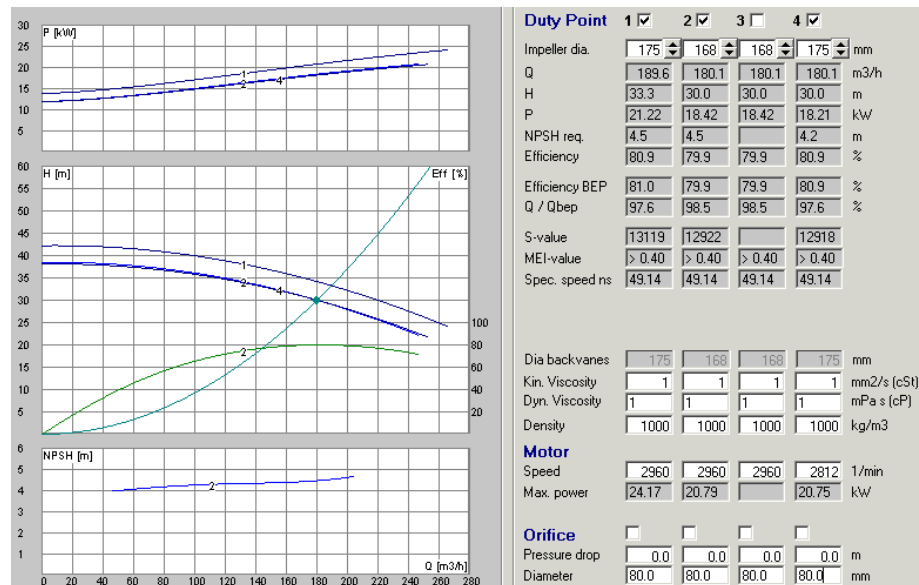 P [kW]
30
25
20
15
10
5
1
2
4
H [m]
Eff [%]
60
55
50
45
40
35
30
25
20
15
10
5
100
80
60
40
20
1
2
4
2
NPSH [m]
6
5
4
3
2
1
2
Q [m3/h]
0 20 40 60 80 100 120 140 160 180 200 220 240 260 280
Duty Point 1 2 3 4
Impeller dia. 175 168 168 175 mm
Q 189.6 180.1 180.1 180.1 m3/h
H 33.3 30.0 30.0 30.0 m
P 21.22 18.42 18.42 18.21 kW
NPSH req. 4.5 4.5 4.2 m
Efficiency 80.9 79.9 79.9 80.9 %
Efficiency BEP 81.0 79.9 79.9 80.9 %
Q / Qbep 97.6 98.5 98.5 97.6 %
S-value 13119 12922 12918
MEI-value > 0.40 > 0.40 > 0.40 > 0.40
Spec. speed ns 49.14 49.14 49.14 49.14
Dia backvanes 175 168 168 175 mm
Kin. Viscosity 1 1 1 1 mm2/s (cSt)
Dyn. Viscosity 1 1 1 1 mPa s (cP)
Density 1000 1000 1000 1000 kg/m3
Motor
Speed 2960 2960 2960 2812 1/min
Max. power 24.17 20.79 20.75 kW
Orifice
Pressure drop 0.0 0.0 0.0 0.0 m
Diameter 80.0 80.0 80.0 80.0 mm